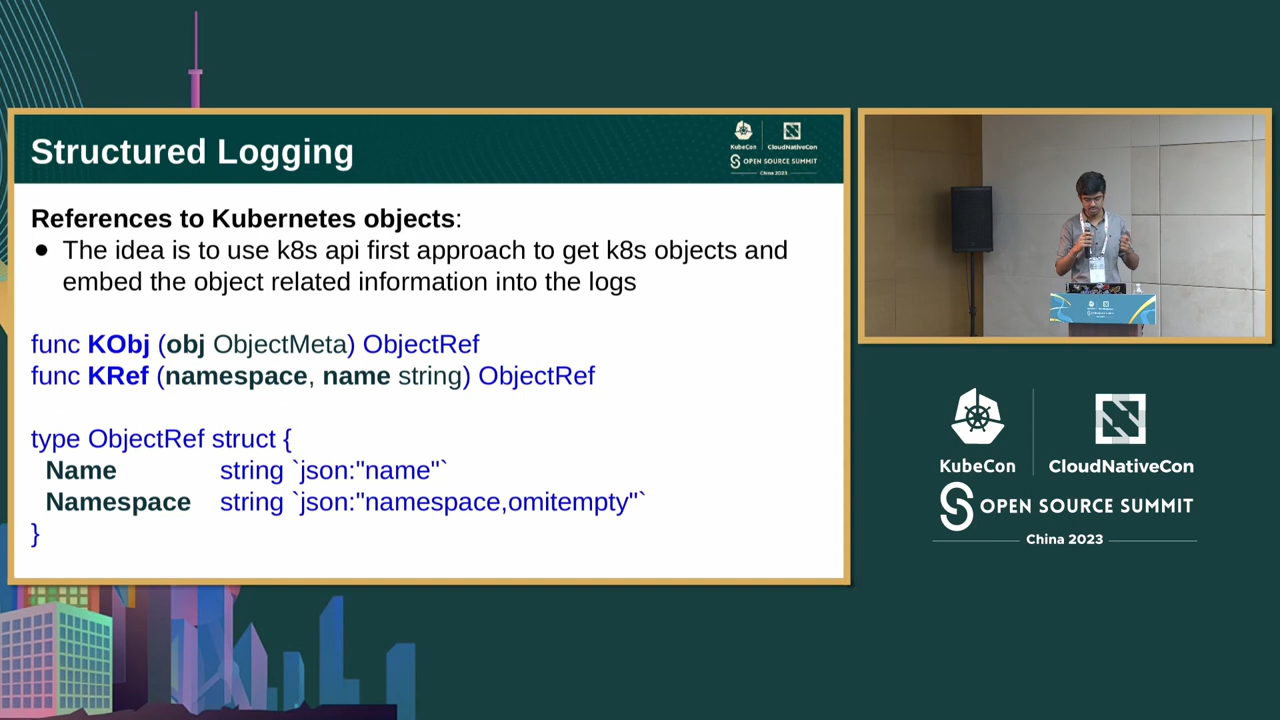 Structured Logging
KubeCon
CloudNativeCon
OPEN SOURCE SUMMIT
China 2023
References to Kubernetes objects:
● The idea is to use k8s api first approach to get k8s objects and
embed the object related information into the logs
func KObj (obj ObjectMeta) ObjectRef
func KRef (namespace, name string) ObjectRef
type ObjectRef struct {
Name string `json:"name"`
Namespace string `json:"namespace,omitempty"`
}
KubeCon
CloudNativeCon
OPEN SOURCE SUMMIT
China 2023